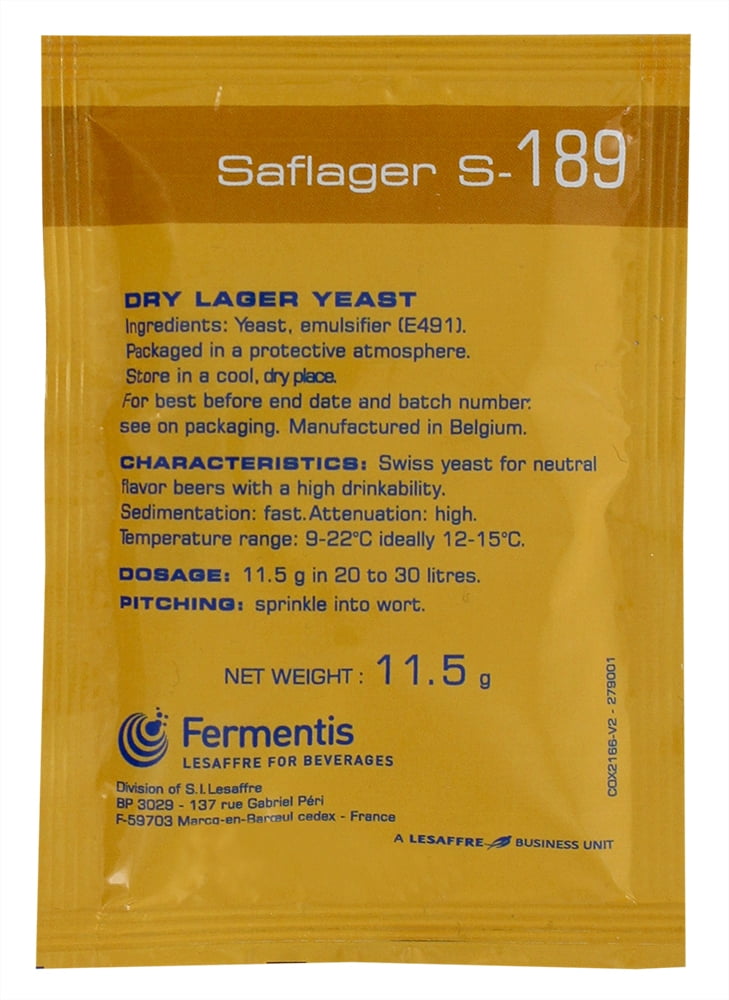 Saflager S-189
DRY LAGER YEAST
Ingredients: Yeast, emulsifier (E491).
Packaged in a protective atmosphere.
Store in a cool, dry place.
For best before end date and batch number:
see on packaging. Manufactured in Belgium.
CHARACTERISTICS: Swiss yeast for neutral
flavor beers with a high drinkability.
Sedimentation: fast. Attenuation: high.
Temperature range: 9-22°C ideally 12-15°C.
DOSAGE: 11.5 g in 20 to 30 litres.
PITCHING: sprinkle into wort.
NET WEIGHT : 11.5 g
Fermentis
LESAFFRE FOR BEVERAGES
Division of S.I.Lesaffre
BP 3029 - 137 rue Gabriel Péri
F-59703 Marcq-en-Barœul cedex - France
A LESAFFRE BUSINESS UNIT
COX2166-V2 - 279001